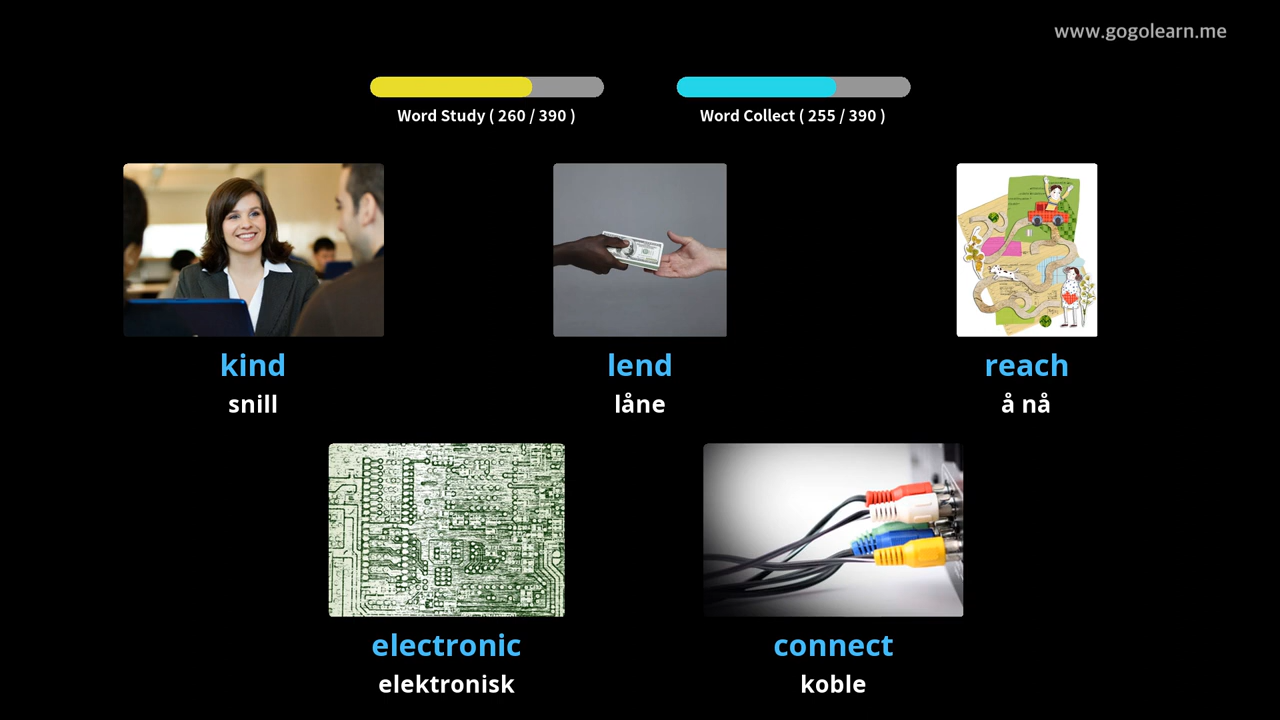 www.gogolearn.me
Word Study ( 260 / 390 )
Word Collect ( 255 / 390 )
kind
snill
lend
låne
reach
å nå
electronic
elektronisk
connect
koble